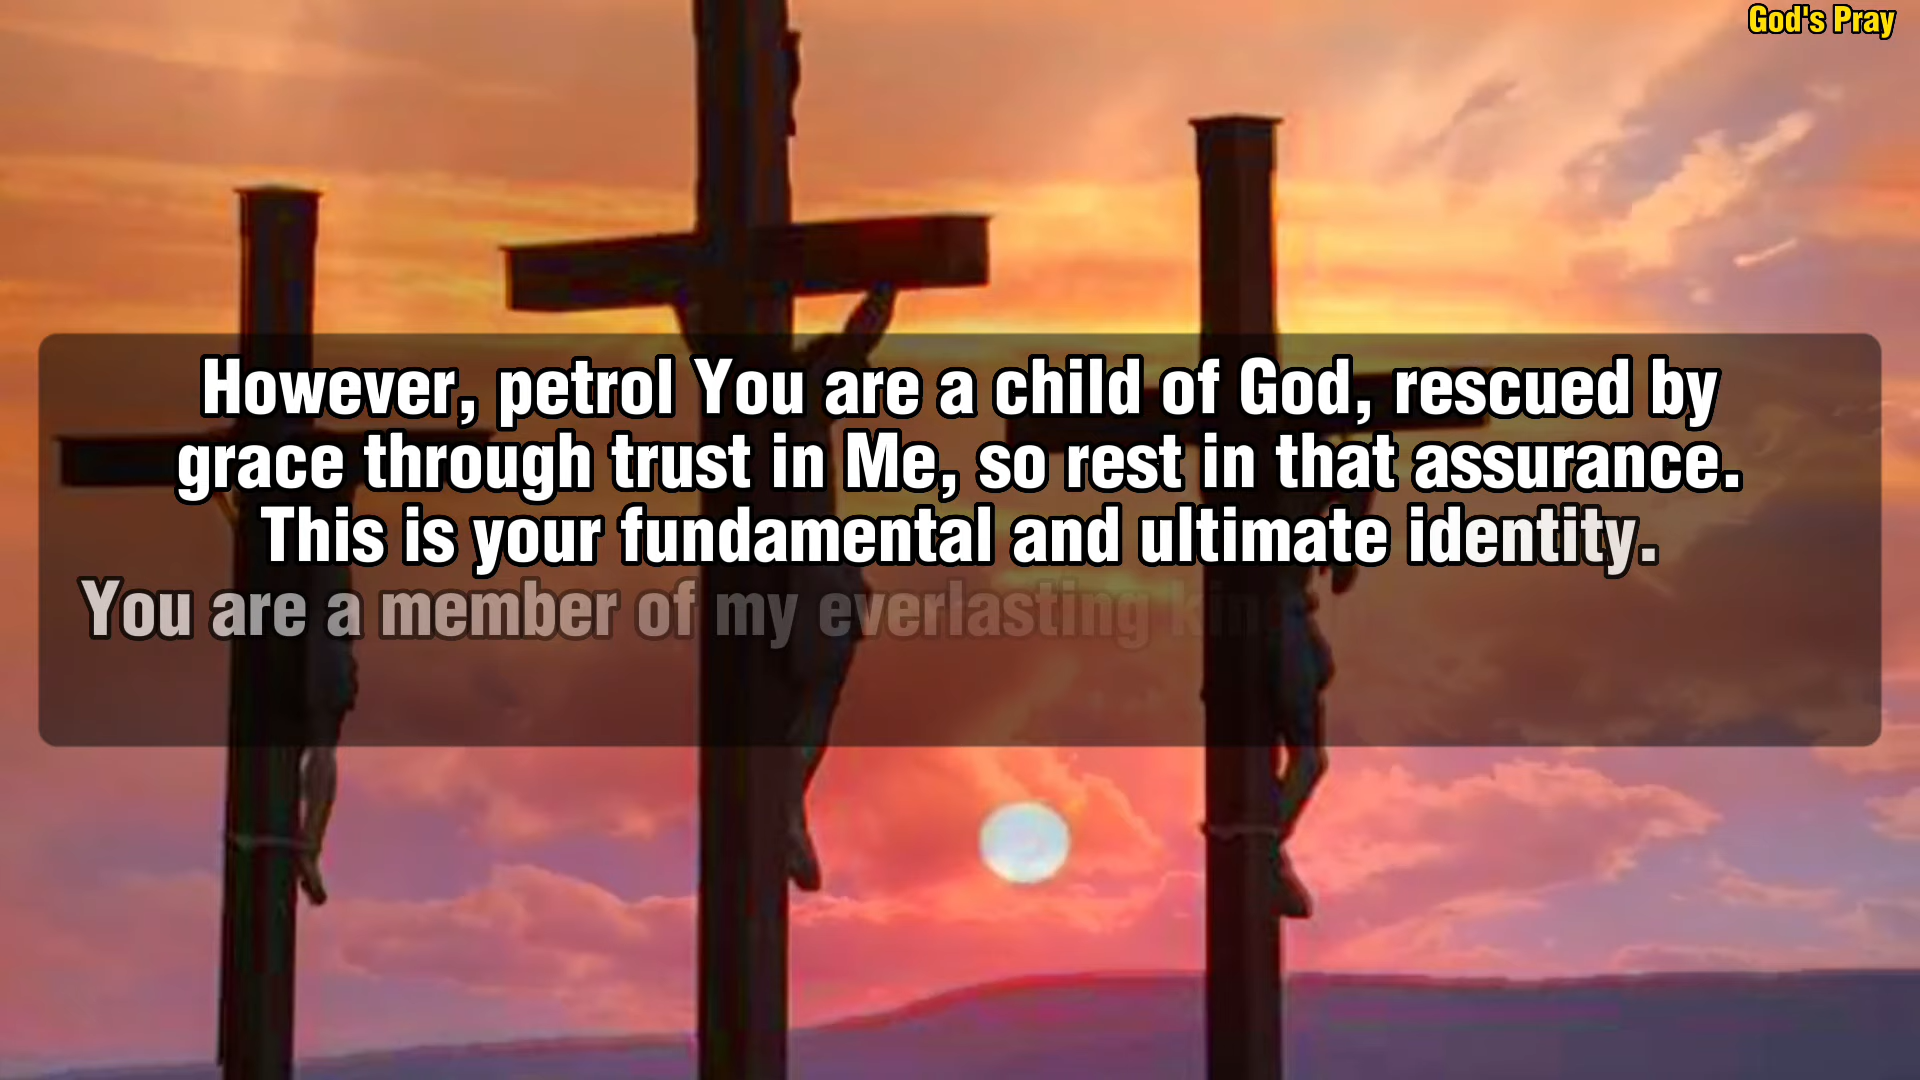 God's Pray
However, petrol You are a child of God, rescued by
grace through trust in Me, so rest in that assurance.
This is your fundamental and ultimate identity.
You are a member of my everlasting